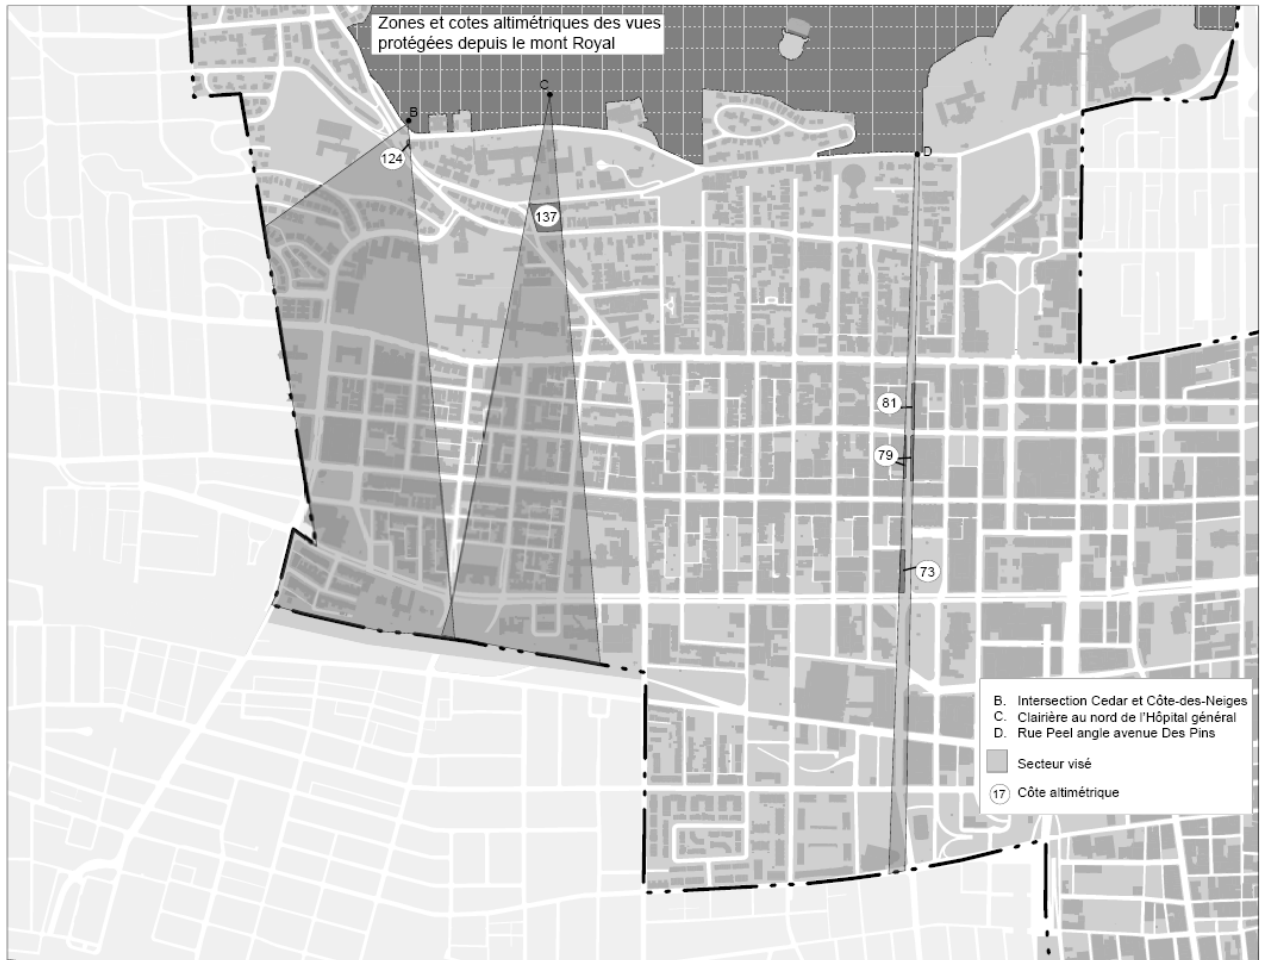 Zones et cotes altimétriques des vues
protégées depuis le mont Royal
C
B
124
D
137
81
79
73
B. Intersection Cedar et Côte-des-Neiges
C. Clairière au nord de l'Hôpital général
D. Rue Peel angle avenue Des Pins
Secteur visé
17 Côte altimétrique